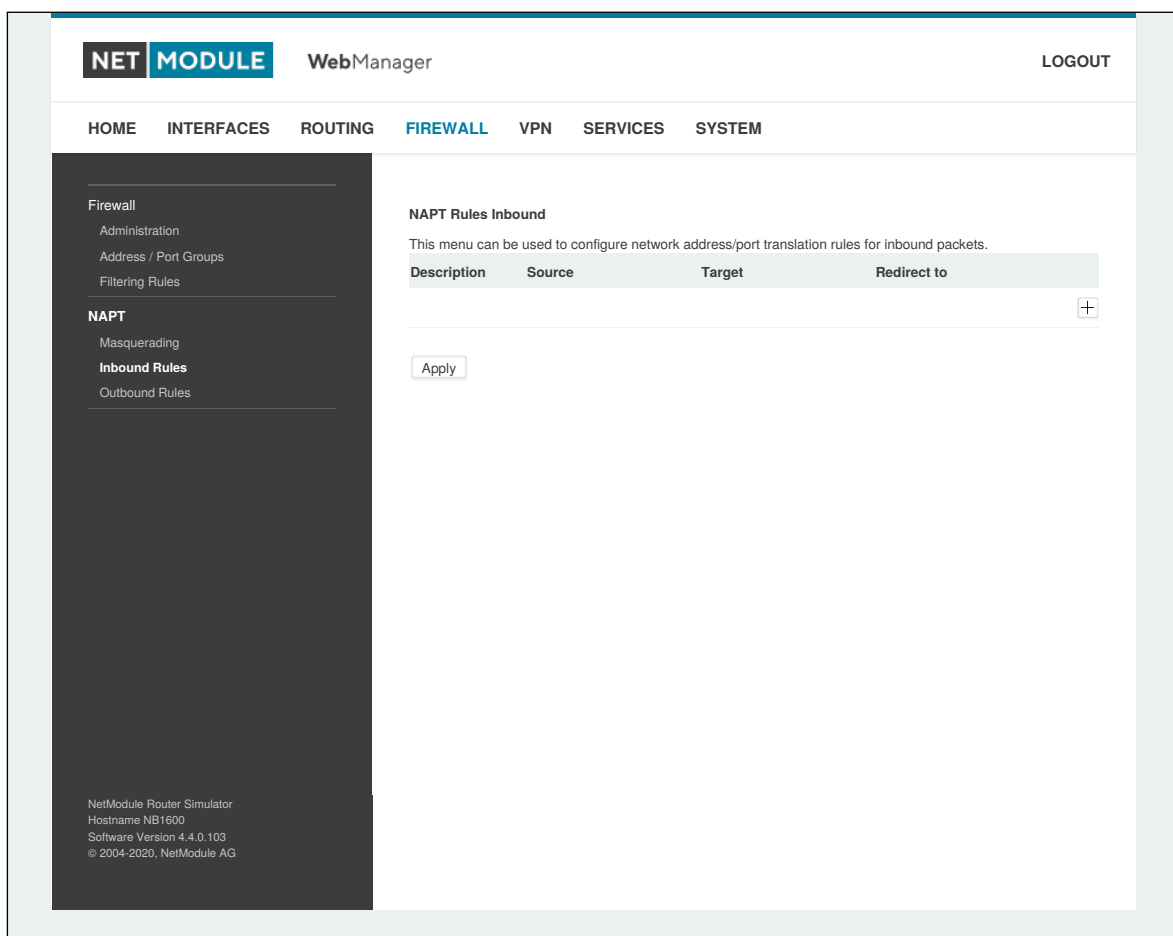 NET MODULE WebManager LOGOUT
HOME INTERFACES ROUTING FIREWALL VPN SERVICES SYSTEM
Firewall
Administration
Address / Port Groups
Filtering Rules
NAPT
Masquerading
Inbound Rules
Outbound Rules
NAPT Rules Inbound
This menu can be used to configure network address/port translation rules for inbound packets.
Description Source Target Redirect to
Apply
NetModule Router Simulator
Hostname NB1600
Software Version 4.4.0.103
© 2004-2020, NetModule AG